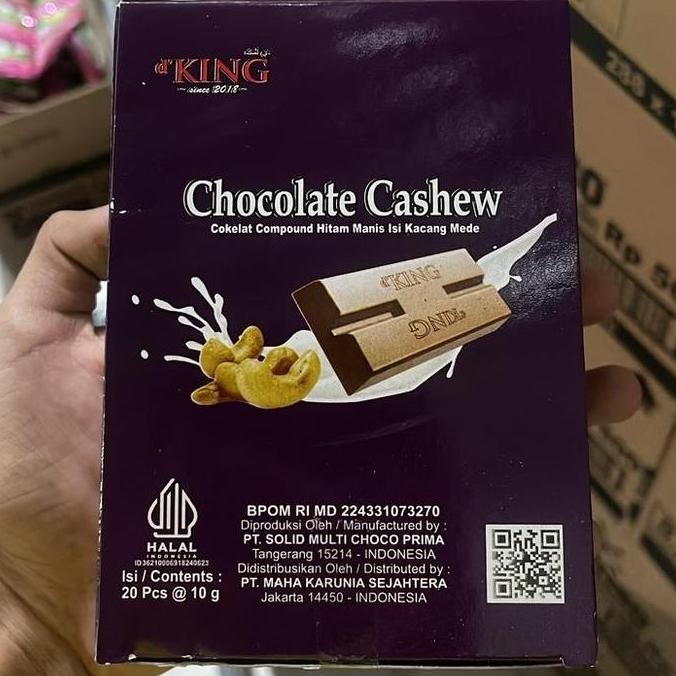 d'KING
since 2018
Chocolate Cashew
Cokelat Compound Hitam Manis Isi Kacang Mede
d'KING
d'KING
HALAL
INDONESIA
ID36210006918240623
Isi / Contents :
20 Pcs @ 10 g
BPOM RI MD 224331073270
Diproduksi Oleh / Manufactured by :
PT. SOLID MULTI CHOCO PRIMA
Tangerang 15214 - INDONESIA
Didistribusikan Oleh / Distributed by :
PT. MAHA KARUNIA SEJAHTERA
Jakarta 14450 - INDONESIA